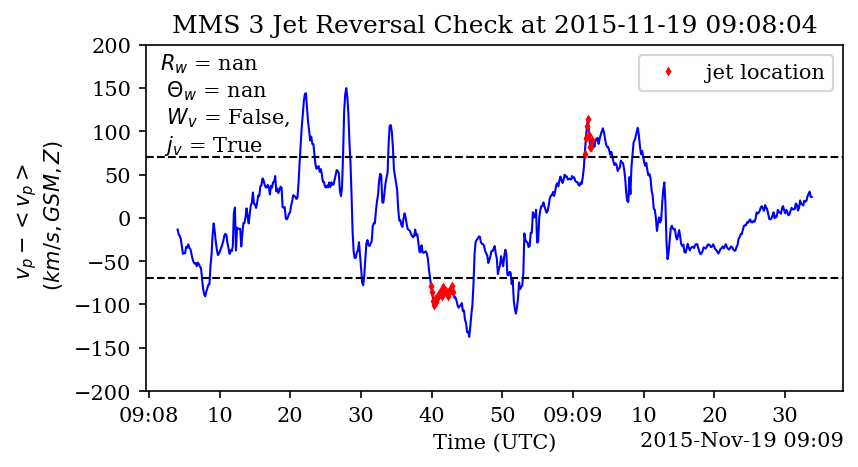 MMS 3 Jet Reversal Check at 2015-11-19 09:08:04
R_w = nan
Θ_w = nan
W_v = False,
j_v = True
jet location
v_p − < v_p >
(km/s, GSM, Z)
200
150
100
50
0
−50
−100
−150
−200
09:08 10 20 30 40 50 09:09 10 20 30
Time (UTC)
2015-Nov-19 09:09